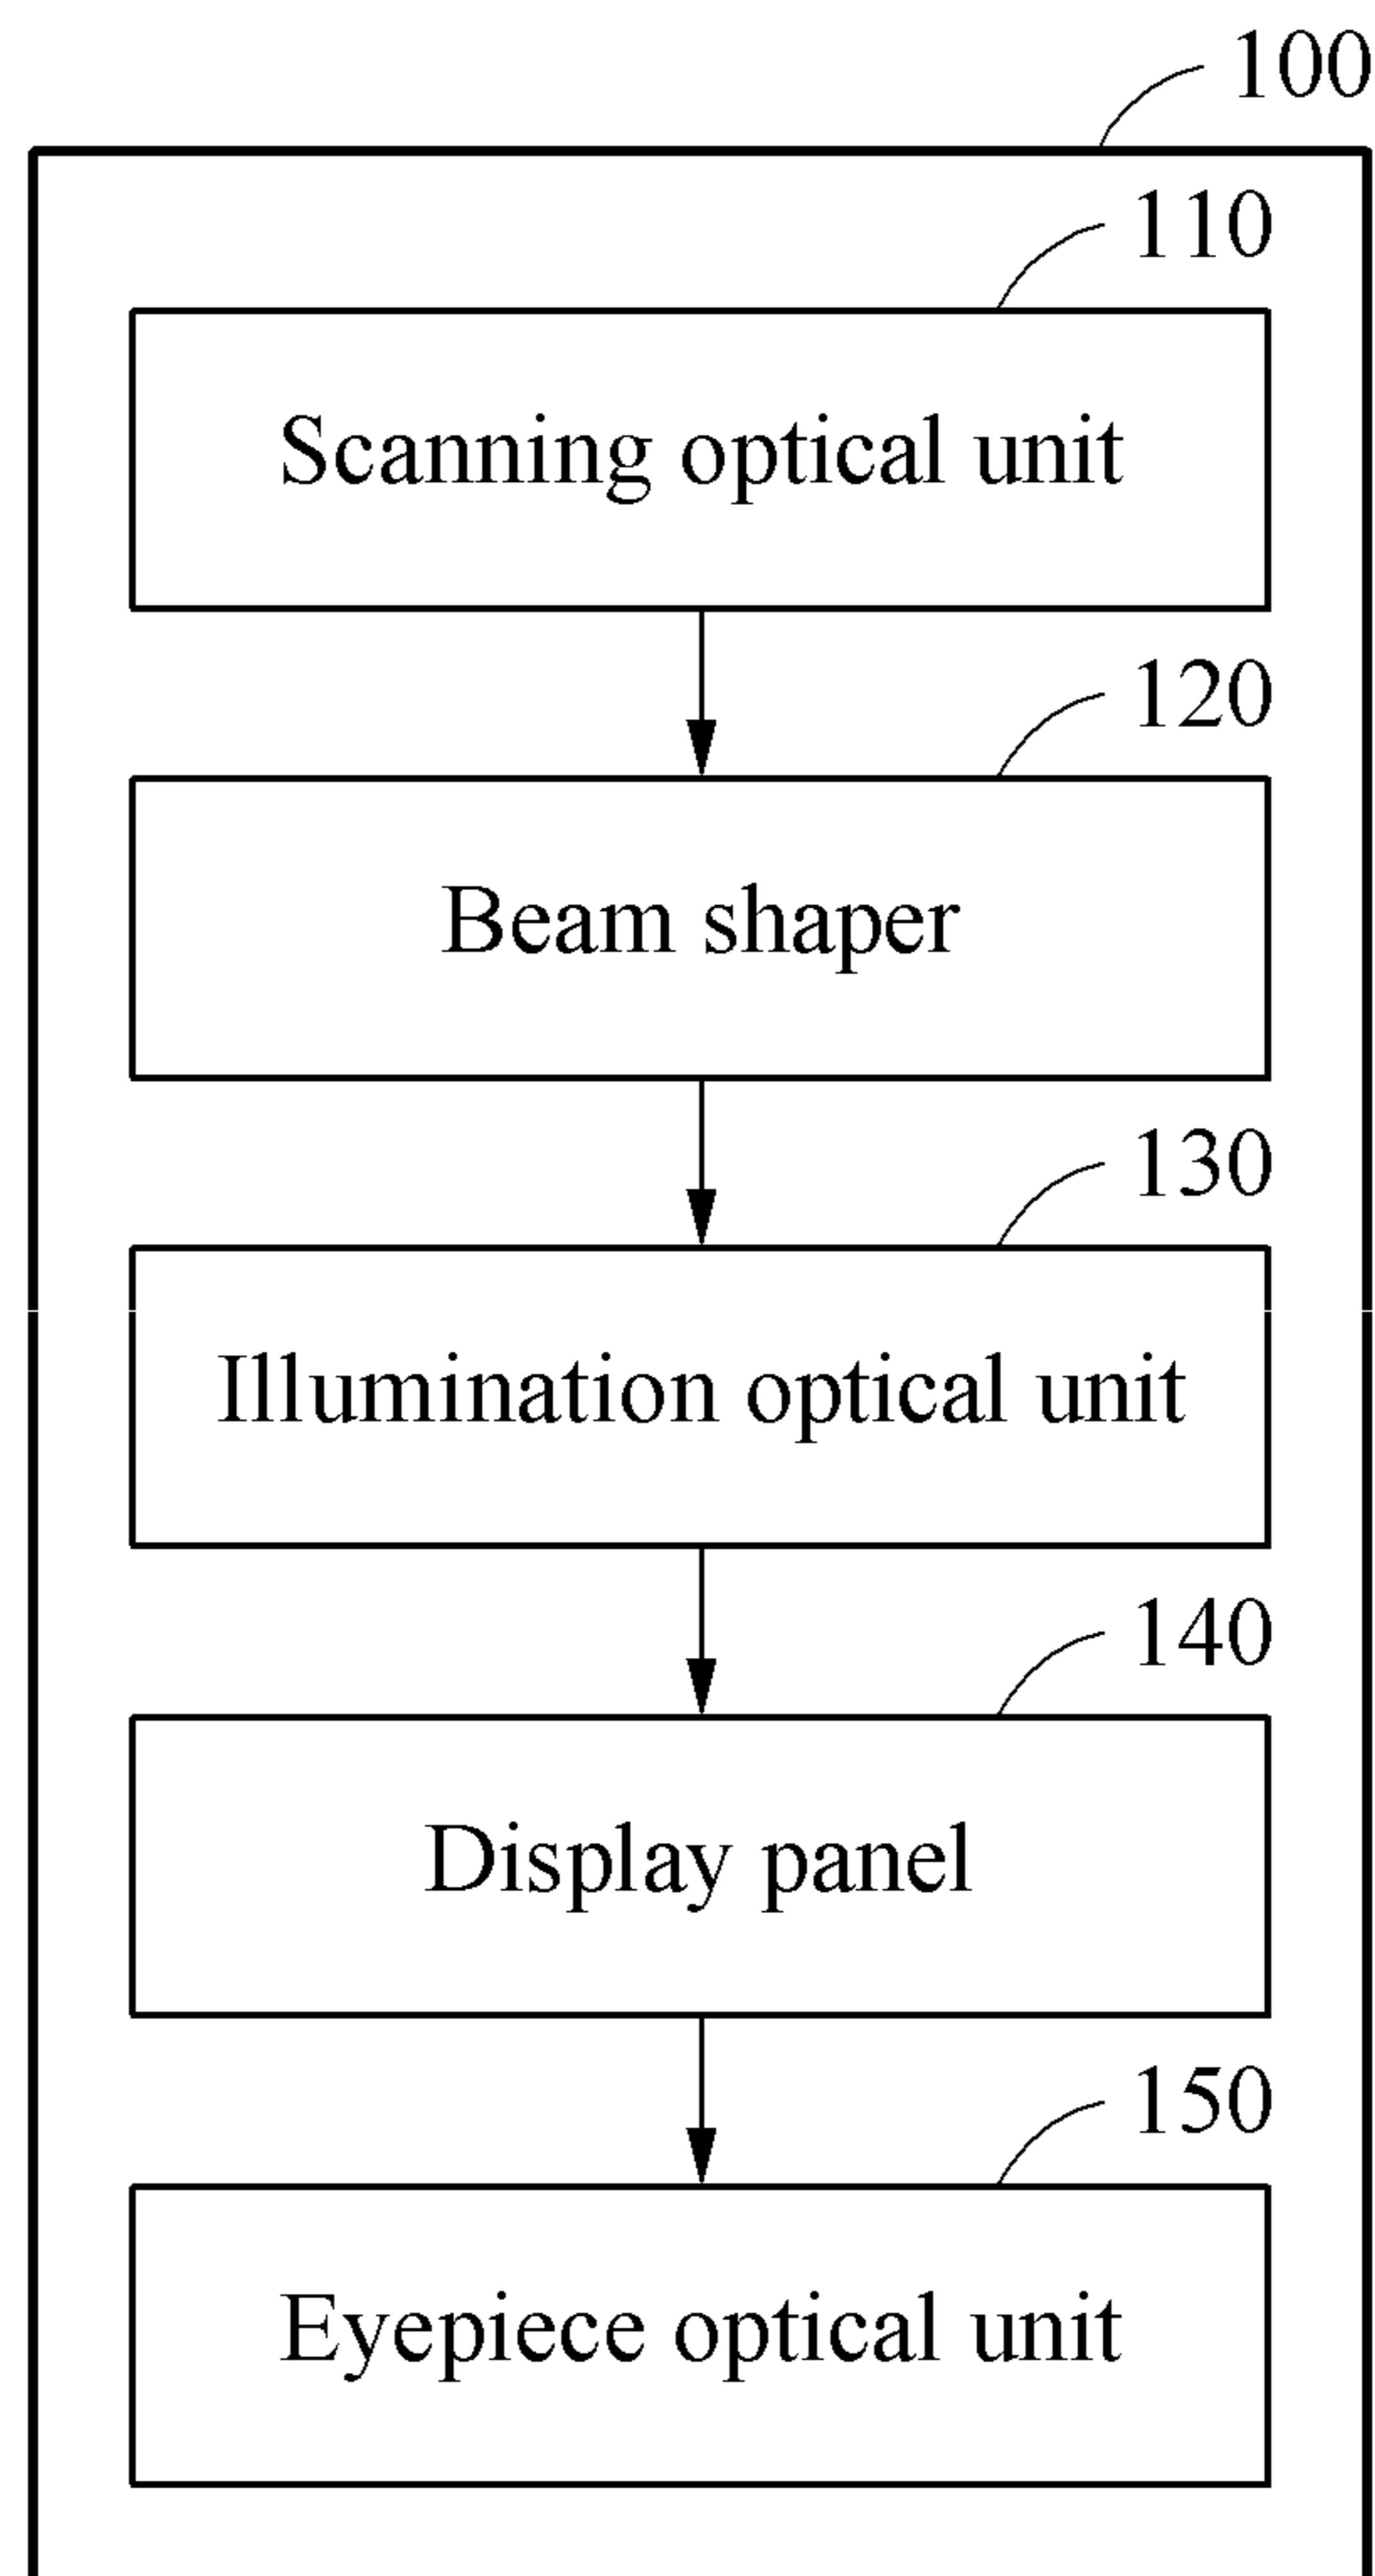 100
110
Scanning optical unit
120
Beam shaper
130
Illumination optical unit
140
Display panel
150
Eyepiece optical unit